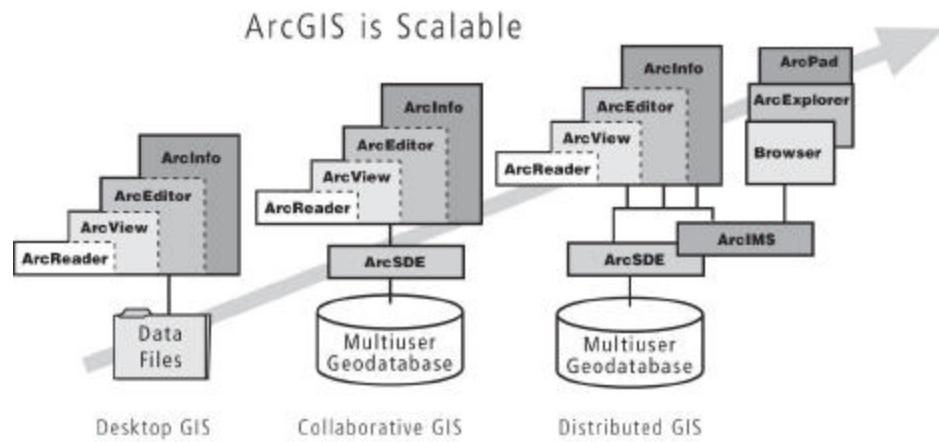 ArcGIS is Scalable
ArcInfo
ArcEditor
ArcView
ArcReader
Data
Files
Desktop GIS
ArcInfo
ArcEditor
ArcView
ArcReader
ArcSDE
Multiuser
Geodatabase
Collaborative GIS
ArcInfo
ArcEditor
ArcView
ArcReader
ArcPad
ArcExplorer
Browser
ArcIMS
ArcSDE
Multiuser
Geodatabase
Distributed GIS